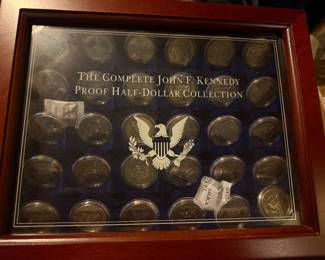 The Complete John F. Kennedy
Proof Half-Dollar Collection